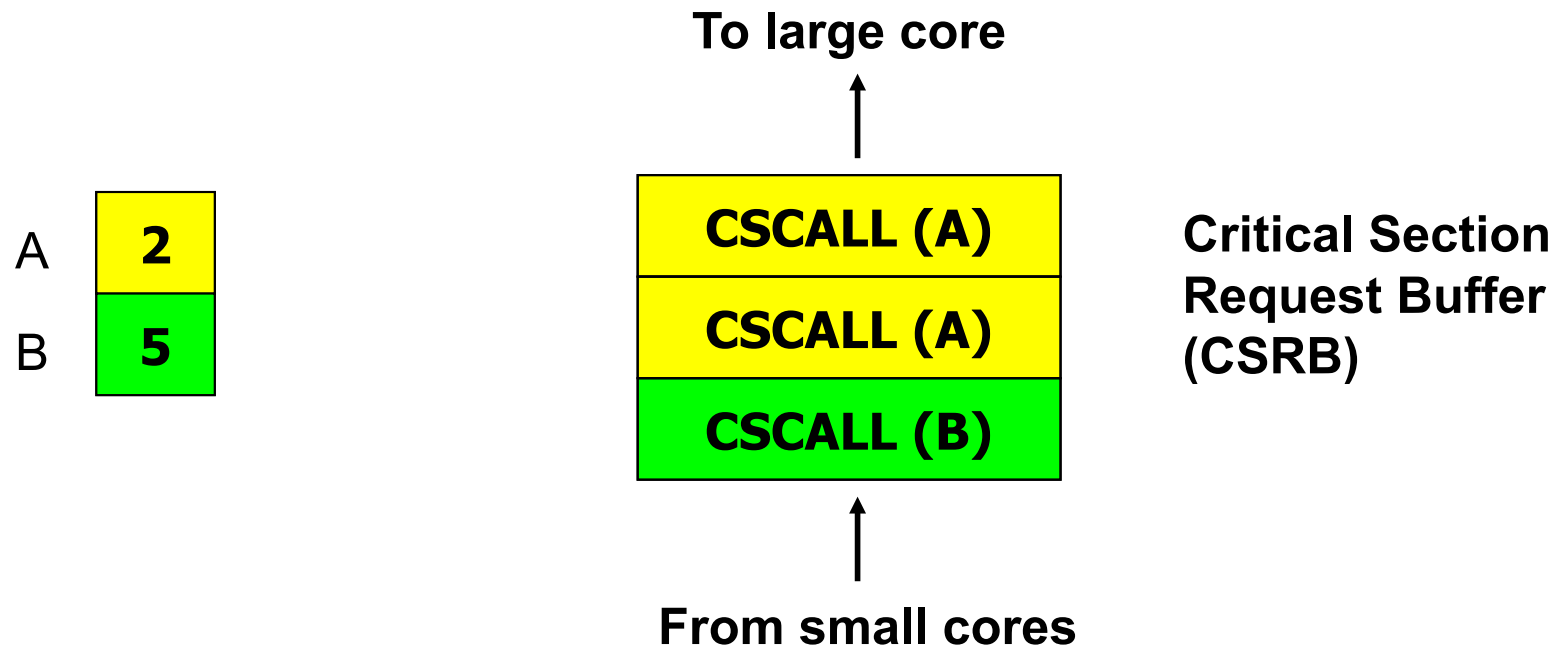 To large core
A
2
B
5
CSCALL (A)
CSCALL (A)
CSCALL (B)
Critical Section
Request Buffer
(CSRB)
From small cores